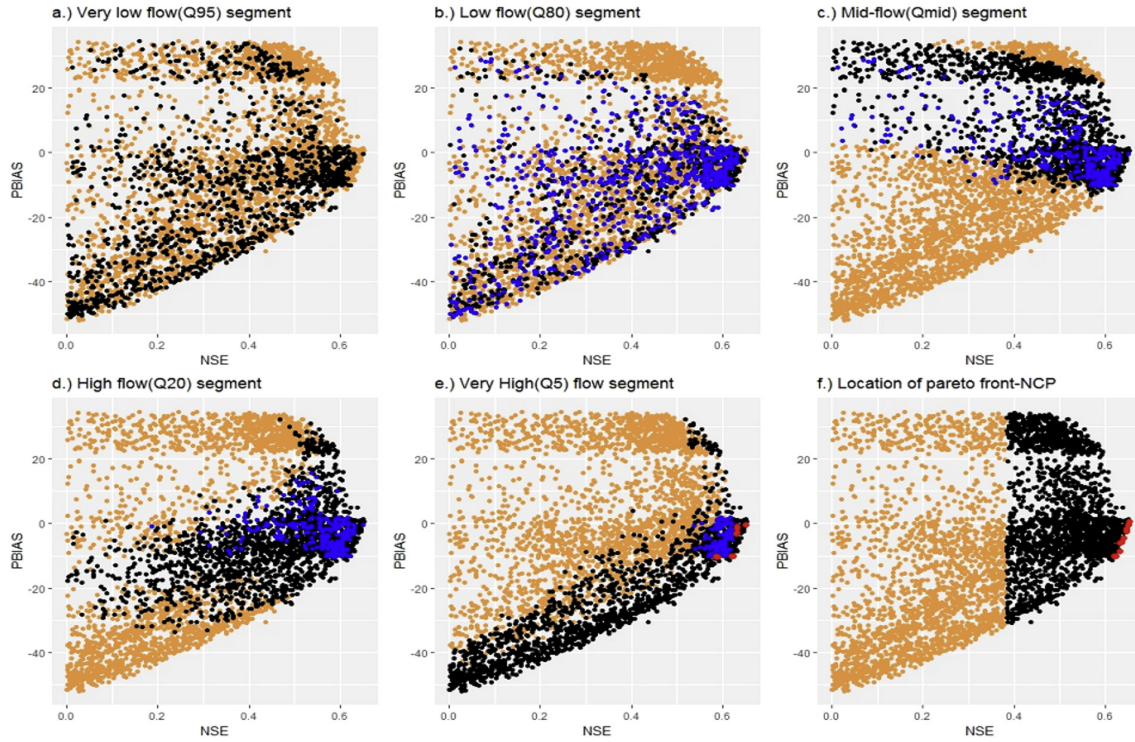 a.) Very low flow(Q95) segment
b.) Low flow(Q80) segment
c.) Mid-flow(Qmid) segment
PBIAS
20
0
-20
-40
0.0 0.2 0.4 0.6
NSE
PBIAS
20
0
-20
-40
0.0 0.2 0.4 0.6
NSE
PBIAS
20
0
-20
-40
0.0 0.2 0.4 0.6
NSE
d.) High flow(Q20) segment
e.) Very High(Q5) flow segment
f.) Location of pareto front-NCP
PBIAS
20
0
-20
-40
0.0 0.2 0.4 0.6
NSE
PBIAS
20
0
-20
-40
0.0 0.2 0.4 0.6
NSE
PBIAS
20
0
-20
-40
0.0 0.2 0.4 0.6
NSE